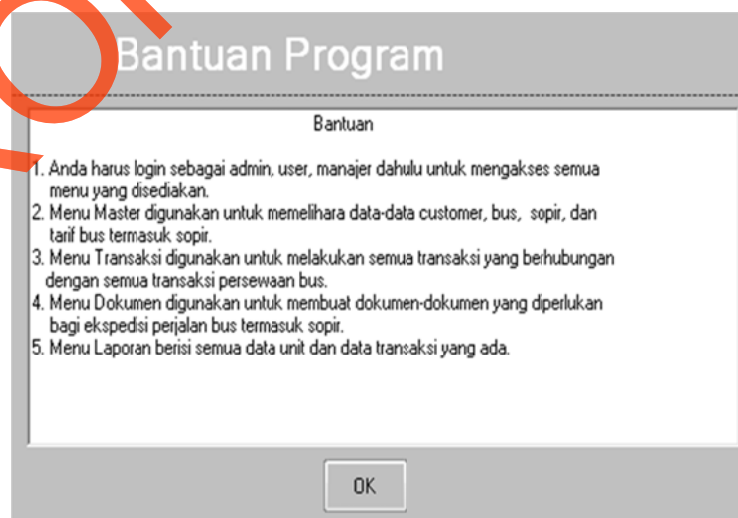 Bantuan Program
Bantuan
1. Anda harus login sebagai admin, user, manajer dahulu untuk mengakses semua
menu yang disediakan.
2. Menu Master digunakan untuk memelihara data-data customer, bus, sopir, dan
tarif bus termasuk sopir.
3. Menu Transaksi digunakan untuk melakukan semua transaksi yang berhubungan
dengan semua transaksi persewaan bus.
4. Menu Dokumen digunakan untuk membuat dokumen-dokumen yang dperlukan
bagi ekspedsi perjalan bus termasuk sopir.
5. Menu Laporan berisi semua data unit dan data transaksi yang ada.
OK